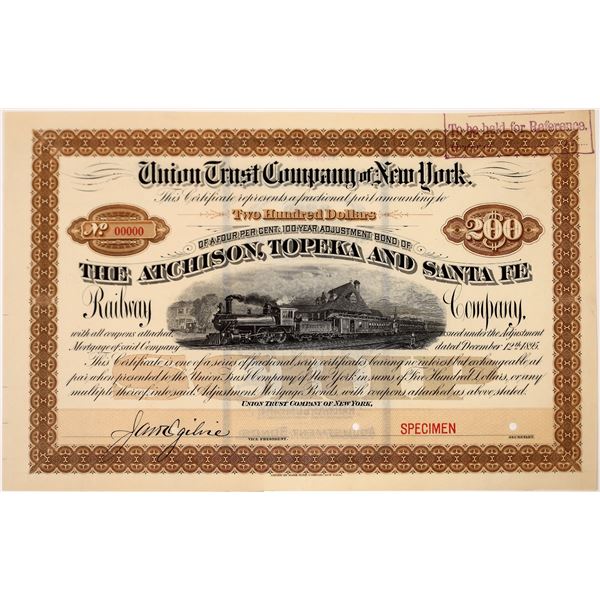 To be held for Reference.
Union Trust Company of New York.
This Certificate represents a fractional part amounting to
Two Hundred Dollars
No 00000
200
OF A FOUR PER CENT, 100-YEAR ADJUSTMENT BOND OF
THE ATCHISON, TOPEKA AND SANTA FE
Railway Company,
with all coupons attached, issued under the Adjustment
Mortgage of said Company dated December 12th 1895.
This Certificate is one of a series of fractional scrip certificates bearing no interest but exchangeable at
par when presented to the Union Trust Company of New York in sums of Five Hundred Dollars, or any
multiple thereof, into said Adjustment Mortgage Bonds, with coupons attached as above stated.
UNION TRUST COMPANY OF NEW YORK,
Jas. W. Ogilvie
SPECIMEN
VICE PRESIDENT.
SECRETARY.